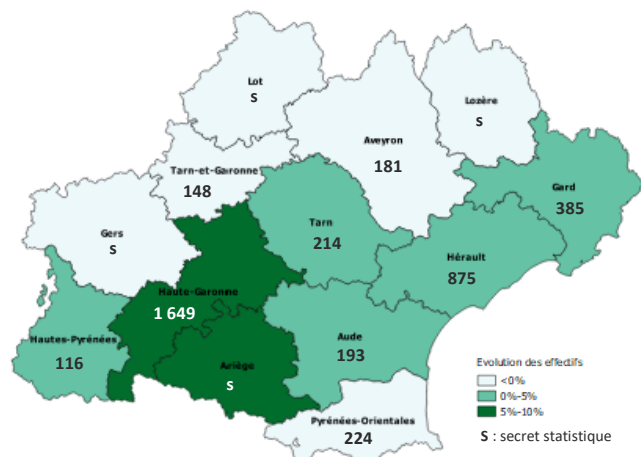 Lot
S
Lozère
S
Aveyron
181
Tarn-et-Garonne
148
Gard
385
Tarn
214
Gers
S
Hérault
875
Haute-Garonne
1 649
Hautes-Pyrénées
116
Aude
193
Ariège
S
Pyrénées-Orientales
224
Evolution des effectifs
<0%
0%-5%
5%-10%
S : secret statistique